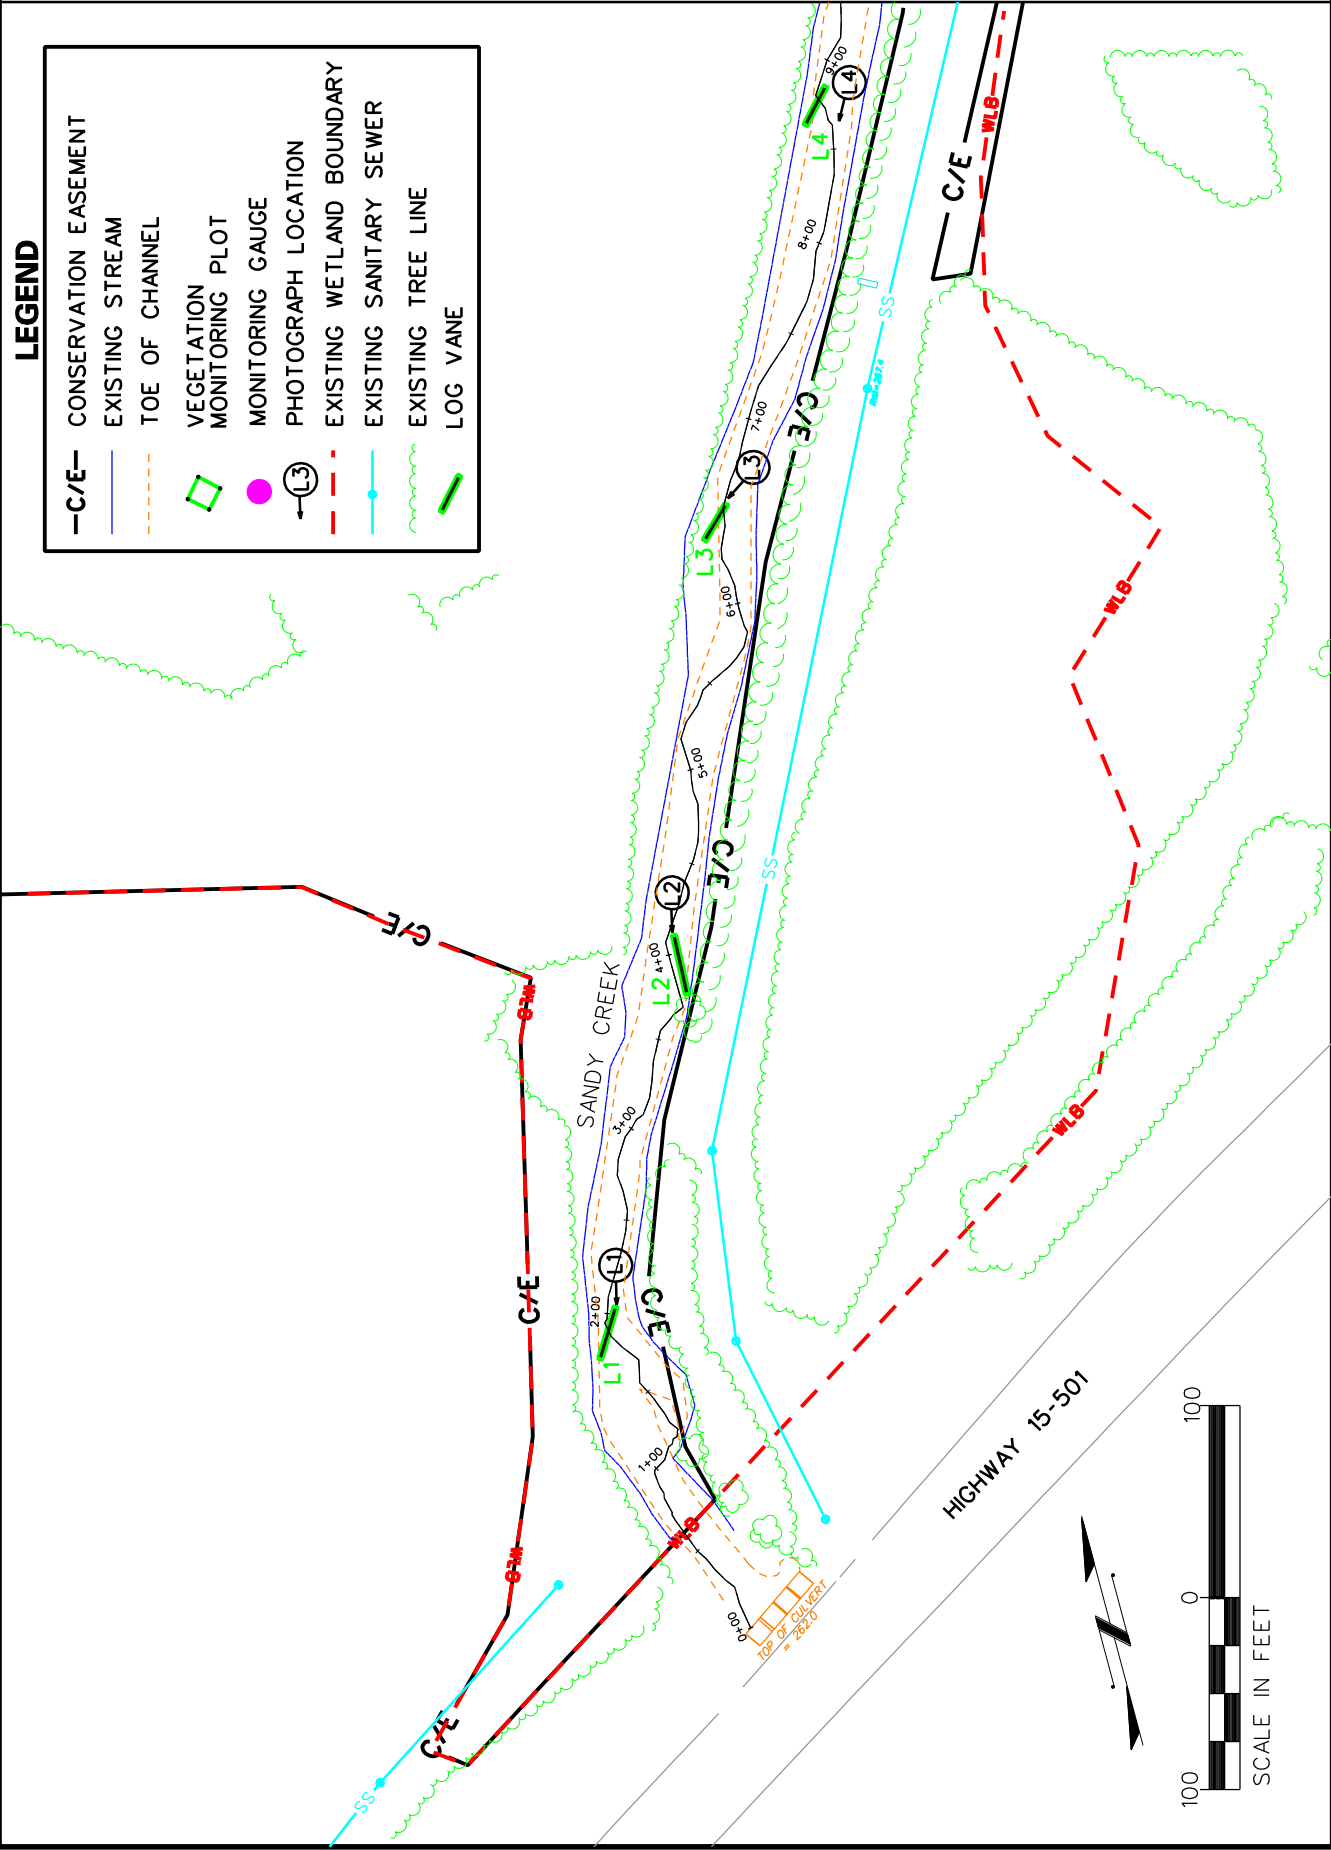 LEGEND
C/E CONSERVATION EASEMENT
EXISTING STREAM
TOE OF CHANNEL
VEGETATION
MONITORING PLOT
MONITORING GAUGE
L3 PHOTOGRAPH LOCATION
EXISTING WETLAND BOUNDARY
EXISTING SANITARY SEWER
EXISTING TREE LINE
LOG VANE
SS
C/E
WLB
C/E
WLB
C/E
WLB
TOP OF CULVERT
= 262.0
0+00
1+00
L1
2+00
L1
C/E
SANDY CREEK
3+00
L2
4+00
L2
C/E
5+00
6+00
L3
L3
7+00
C/E
8+00
L4
L4
9+00
SS
SS
C/E
WLB
WLB
WLB
HIGHWAY 15-501
100 0 100
SCALE IN FEET